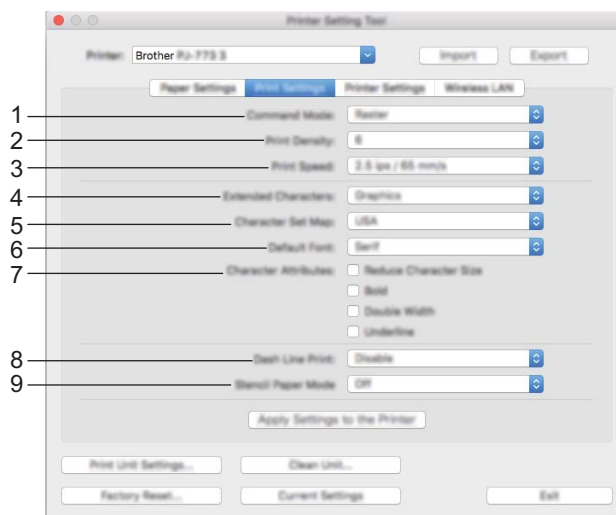 Printer Setting Tool
Printer: Brother PJ-773 3 Import Export
Paper Settings Print Settings Printer Settings Wireless LAN
1 Command Mode: Raster
2 Print Density: 6
3 Print Speed: 2.5 ips / 65 mm/s
4 Extended Characters: Graphics
5 Character Set Map: USA
6 Default Font: Serif
7 Character Attributes: Reduce Character Size
Bold
Double Width
Underline
8 Dash Line Print: Disable
9 Stencil Paper Mode Off
Apply Settings to the Printer
Print Unit Settings... Clean Unit...
Factory Reset... Current Settings Exit